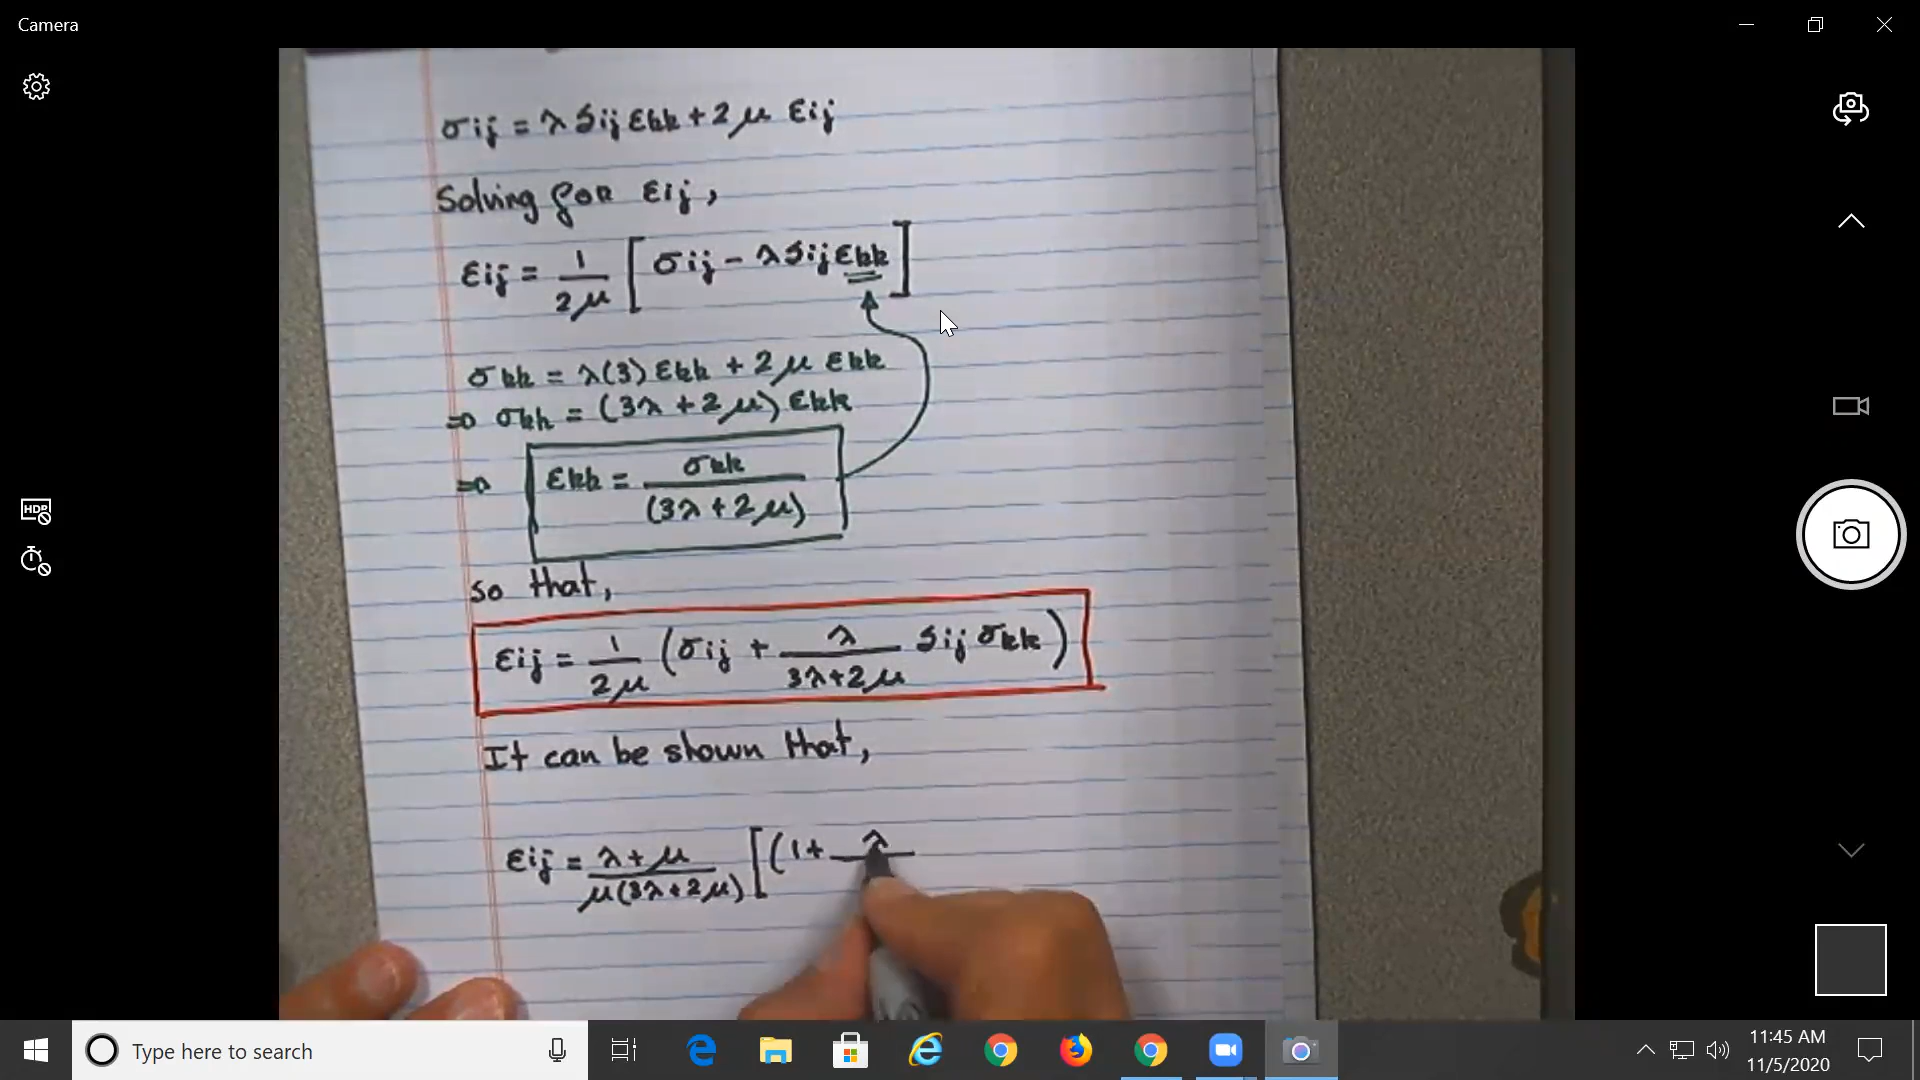 Camera
σij = λ δij εkk + 2μ εij
Solving for εij,
εij = 1/2μ [ σij - λ δij εkk ]
σkk = λ(3) εkk + 2μ εkk
⇒ σkk = (3λ + 2μ) εkk
⇒ εkk = σkk/(3λ + 2μ)
so that,
εij = 1/2μ (σij + λ/3λ+2μ δij σkk)
It can be shown that,
εij = λ+μ/μ(3λ+2μ) [(1+ λ
HDR
Type here to search
11:45 AM
11/5/2020